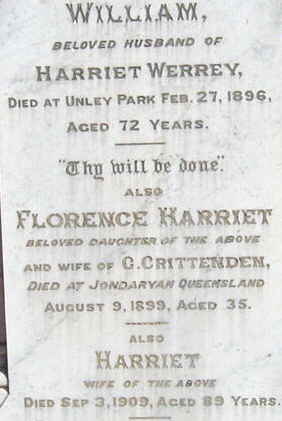 WILLIAM,
BELOVED HUSBAND OF
HARRIET WERREY,
DIED AT UNLEY PARK FEB. 27, 1896,
AGED 72 YEARS.
"Thy will be done".
ALSO
FLORENCE HARRIET
BELOVED DAUGHTER OF THE ABOVE
AND WIFE OF C. CRITTENDEN,
DIED AT JONDARYAN QUEENSLAND
AUGUST 9, 1899, AGED 35.
ALSO
HARRIET
WIFE OF THE ABOVE
DIED SEP 3, 1909, AGED 89 YEARS.